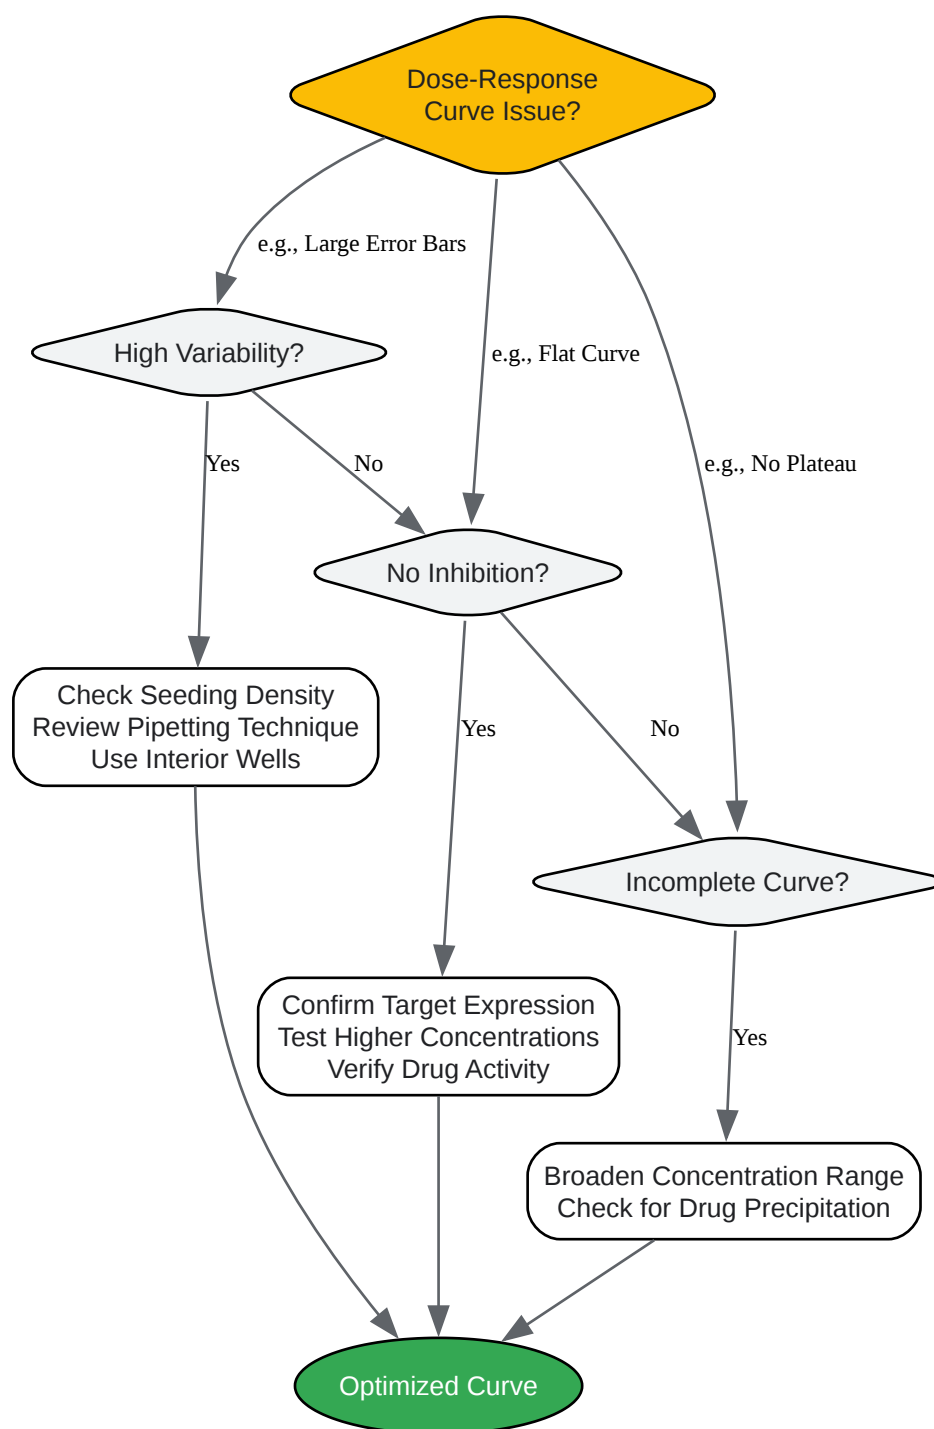 Dose-Response
Curve Issue?
e.g., Large Error Bars
High Variability?
e.g., Flat Curve
Yes
No
e.g., No Plateau
No Inhibition?
Check Seeding Density
Review Pipetting Technique
Use Interior Wells
Yes
No
Incomplete Curve?
Confirm Target Expression
Test Higher Concentrations
Verify Drug Activity
Yes
Broaden Concentration Range
Check for Drug Precipitation
Optimized Curve